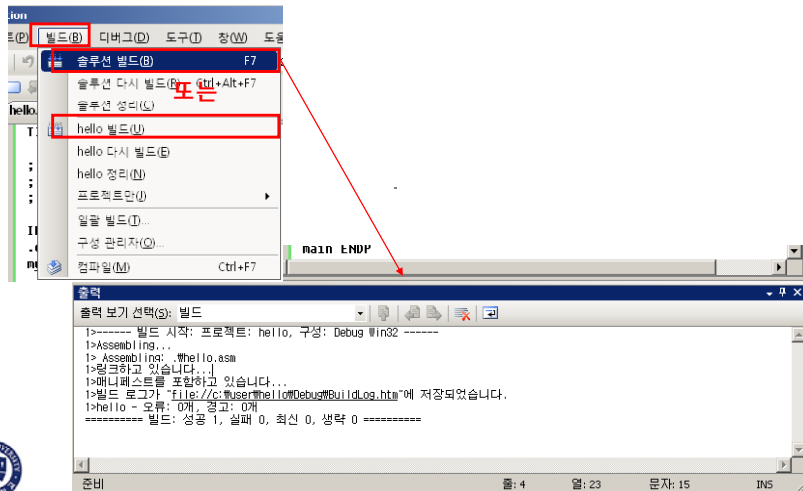 tion
트(P) 빌드(B) 디버그(D) 도구(T) 창(W) 도움
솔루션 빌드(B) F7
솔루션 다시 빌드(R) Ctrl+Alt+F7
또는
솔루션 정리(C)
hello.
hello 빌드(U)
hello 다시 빌드(E)
hello 정리(N)
프로젝트만(J)
일괄 빌드(T)...
구성 관리자(O)...
컴파일(M) Ctrl+F7
main ENDP
출력
출력 보기 선택(S): 빌드
1>------ 빌드 시작: 프로젝트: hello, 구성: Debug Win32 ------
1>Assembling...
1> Assembling: .₩hello.asm
1>링크하고 있습니다...
1>매니페스트를 포함하고 있습니다...
1>빌드 로그가 "file://c:₩user₩hello₩Debug₩BuildLog.htm"에 저장되었습니다.
1>hello - 오류: 0개, 경고: 0개
========== 빌드: 성공 1, 실패 0, 최신 0, 생략 0 ==========
준비 줄: 4 열: 23 문자: 15 INS